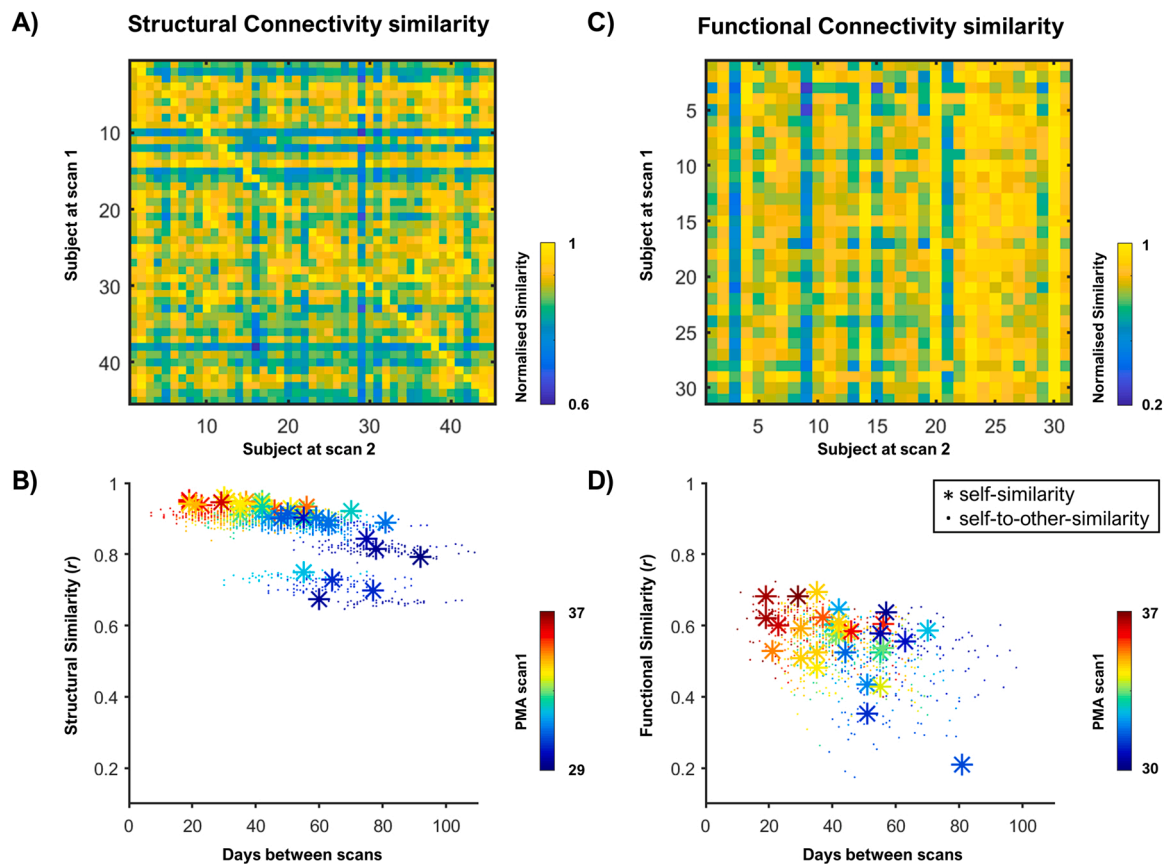 A) Structural Connectivity similarity
Subject at scan 1
10
20
30
40
10 20 30 40
Subject at scan 2
Normalised Similarity
1
0.6
C) Functional Connectivity similarity
Subject at scan 1
5
10
15
20
25
30
5 10 15 20 25 30
Subject at scan 2
Normalised Similarity
1
0.2
B)
Structural Similarity (r)
1
0.8
0.6
0.4
0.2
0 20 40 60 80 100
Days between scans
PMA scan1
37
29
D)
* self-similarity
· self-to-other-similarity
Functional Similarity (r)
1
0.8
0.6
0.4
0.2
0 20 40 60 80 100
Days between scans
PMA scan1
37
30